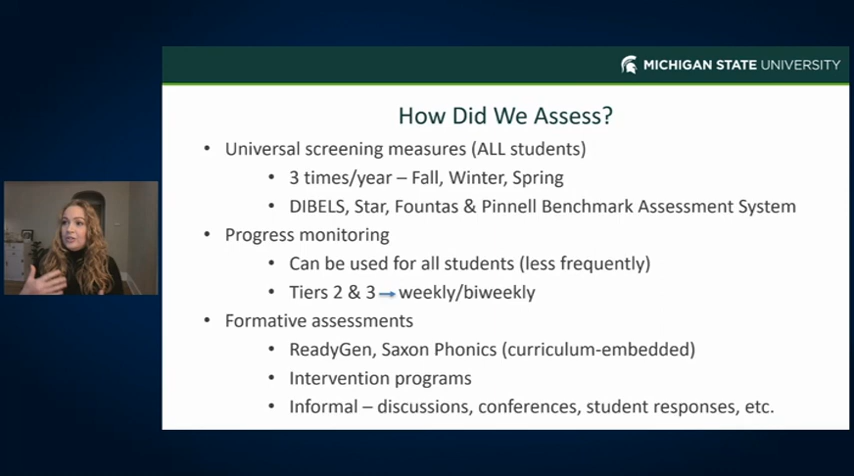 MICHIGAN STATE UNIVERSITY
How Did We Assess?
• Universal screening measures (ALL students)
• 3 times/year – Fall, Winter, Spring
• DIBELS, Star, Fountas & Pinnell Benchmark Assessment System
• Progress monitoring
• Can be used for all students (less frequently)
• Tiers 2 & 3 → weekly/biweekly
• Formative assessments
• ReadyGen, Saxon Phonics (curriculum-embedded)
• Intervention programs
• Informal – discussions, conferences, student responses, etc.